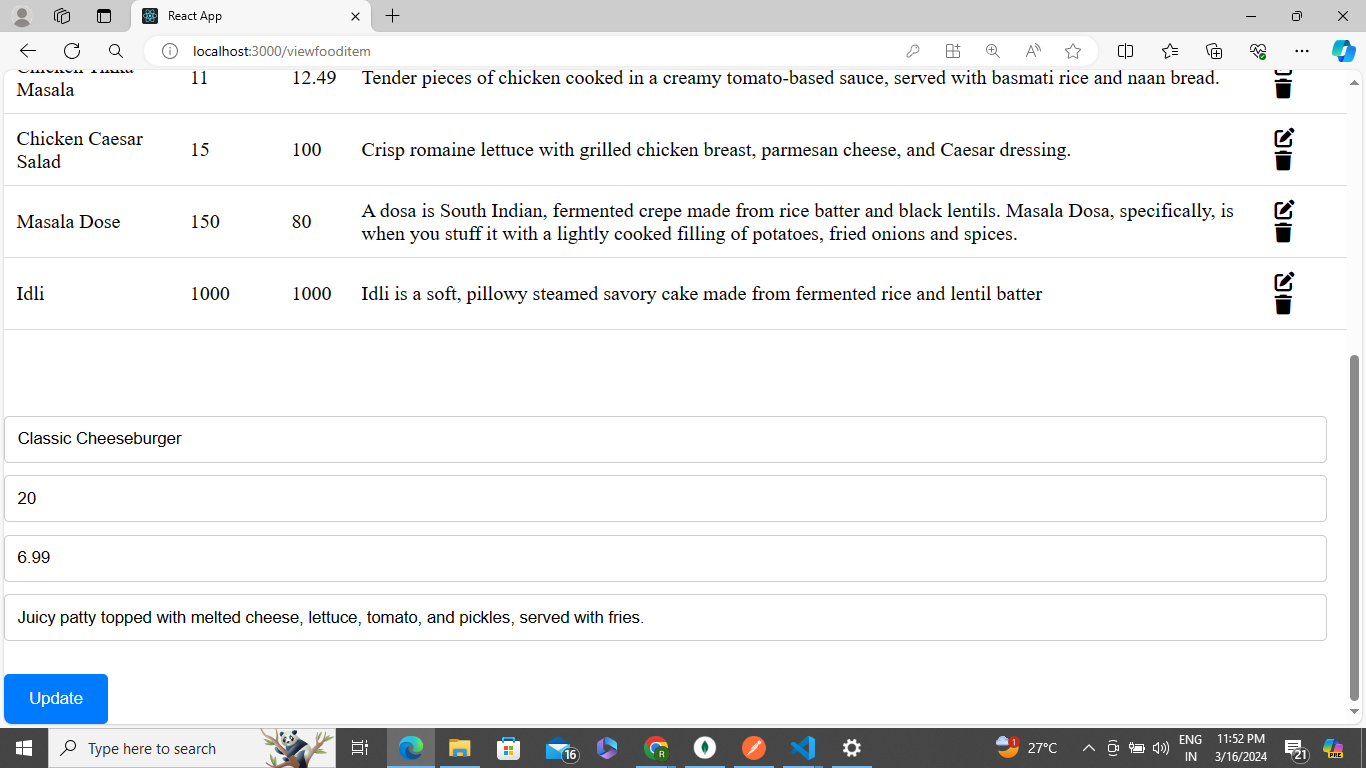 React App
localhost:3000/viewfooditem
Chicken Tikka
Masala
11
12.49
Tender pieces of chicken cooked in a creamy tomato-based sauce, served with basmati rice and naan bread.
Chicken Caesar
Salad
15
100
Crisp romaine lettuce with grilled chicken breast, parmesan cheese, and Caesar dressing.
Masala Dose
150
80
A dosa is South Indian, fermented crepe made from rice batter and black lentils. Masala Dosa, specifically, is
when you stuff it with a lightly cooked filling of potatoes, fried onions and spices.
Idli
1000
1000
Idli is a soft, pillowy steamed savory cake made from fermented rice and lentil batter
Classic Cheeseburger
20
6.99
Juicy patty topped with melted cheese, lettuce, tomato, and pickles, served with fries.
Update
Type here to search
16
R
1
27°C
ENG
IN
11:52 PM
3/16/2024
21
PRE